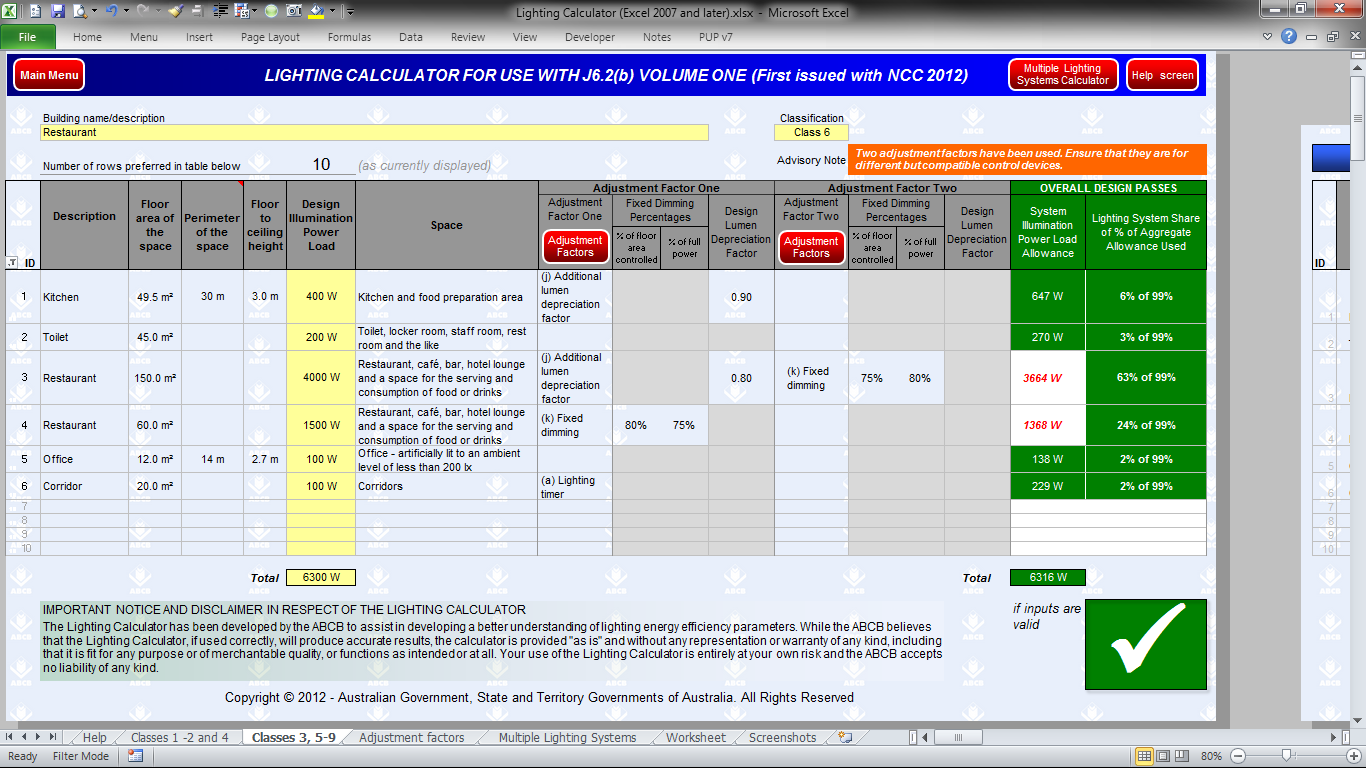 Lighting Calculator (Excel 2007 and later).xlsx - Microsoft Excel
File Home Menu Insert Page Layout Formulas Data Review View Developer Notes PUP v7
Main Menu
LIGHTING CALCULATOR FOR USE WITH J6.2(b) VOLUME ONE (First issued with NCC 2012)
Multiple Lighting
Systems Calculator
Help screen
Building name/description
Restaurant
Classification
Class 6
Number of rows preferred in table below 10 (as currently displayed)
Advisory Note
Two adjustment factors have been used. Ensure that they are for
different but compatible control devices.
ID
Description
Floor
area of
the
space
Perimeter
of the
space
Floor
to
ceiling
height
Design
Illumination
Power
Load
Space
Adjustment Factor One
Adjustment
Factor One
Adjustment
Factors
Fixed Dimming
Percentages
% of floor
area
controlled
% of full
power
Design
Lumen
Depreciation
Factor
Adjustment Factor Two
Adjustment
Factor Two
Adjustment
Factors
Fixed Dimming
Percentages
% of floor
area
controlled
% of full
power
Design
Lumen
Depreciation
Factor
OVERALL DESIGN PASSES
System
Illumination
Power Load
Allowance
Lighting System Share
of % of Aggregate
Allowance Used
ID
1 Kitchen 49.5 m² 30 m 3.0 m 400 W Kitchen and food preparation area
(j) Additional
lumen
depreciation
factor
0.90 647 W 6% of 99%
2 Toilet 45.0 m² 200 W
Toilet, locker room, staff room, rest
room and the like
270 W 3% of 99%
3 Restaurant 150.0 m² 4000 W
Restaurant, café, bar, hotel lounge
and a space for the serving and
consumption of food or drinks
(j) Additional
lumen
depreciation
factor
0.80
(k) Fixed
dimming
75% 80% 3664 W 63% of 99%
4 Restaurant 60.0 m² 1500 W
Restaurant, café, bar, hotel lounge
and a space for the serving and
consumption of food or drinks
(k) Fixed
dimming
80% 75% 1368 W 24% of 99%
5 Office 12.0 m² 14 m 2.7 m 100 W
Office - artificially lit to an ambient
level of less than 200 lx
138 W 2% of 99%
6 Corridor 20.0 m² 100 W Corridors
(a) Lighting
timer
229 W 2% of 99%
7
8
9
10
Total 6300 W
Total 6316 W
IMPORTANT NOTICE AND DISCLAIMER IN RESPECT OF THE LIGHTING CALCULATOR
The Lighting Calculator has been developed by the ABCB to assist in developing a better understanding of lighting energy efficiency parameters. While the ABCB believes
that the Lighting Calculator, if used correctly, will produce accurate results, the calculator is provided "as is" and without any representation or warranty of any kind, including
that it is fit for any purpose or of merchantable quality, or functions as intended or at all. Your use of the Lighting Calculator is entirely at your own risk and the ABCB accepts
no liability of any kind.
if inputs are
valid
Copyright © 2012 - Australian Government, State and Territory Governments of Australia. All Rights Reserved
Help Classes 1 -2 and 4 Classes 3, 5-9 Adjustment factors Multiple Lighting Systems Worksheet Screenshots
Ready Filter Mode 80%